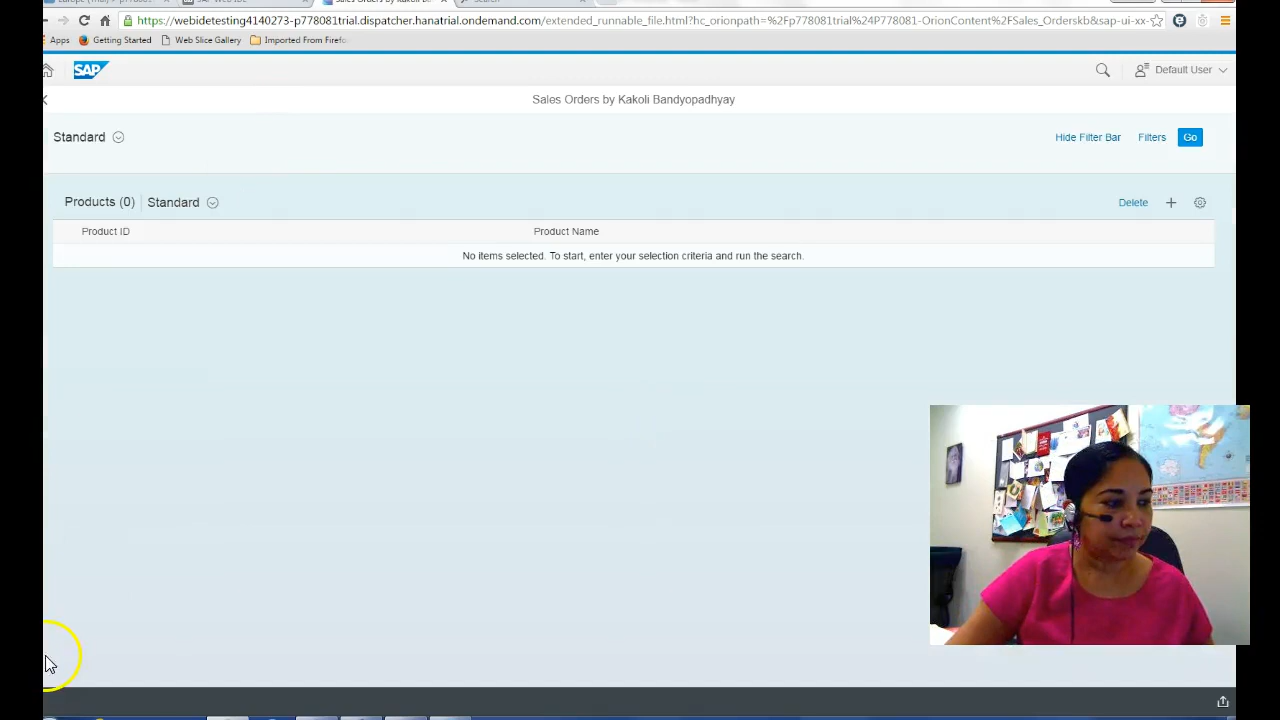 https://webidetesting4140273-p778081trial.dispatcher.hanatrial.ondemand.com/extended_runnable_file.html?hc_orionpath=%2Fp778081trial%24P778081-OrionContent%2FSales_Orderskb&sap-ui-xx-
Apps Getting Started Web Slice Gallery Imported From Firefo
SAP Default User
Sales Orders by Kakoli Bandyopadhyay
Standard Hide Filter Bar Filters Go
Products (0) Standard Delete
Product ID Product Name
No items selected. To start, enter your selection criteria and run the search.